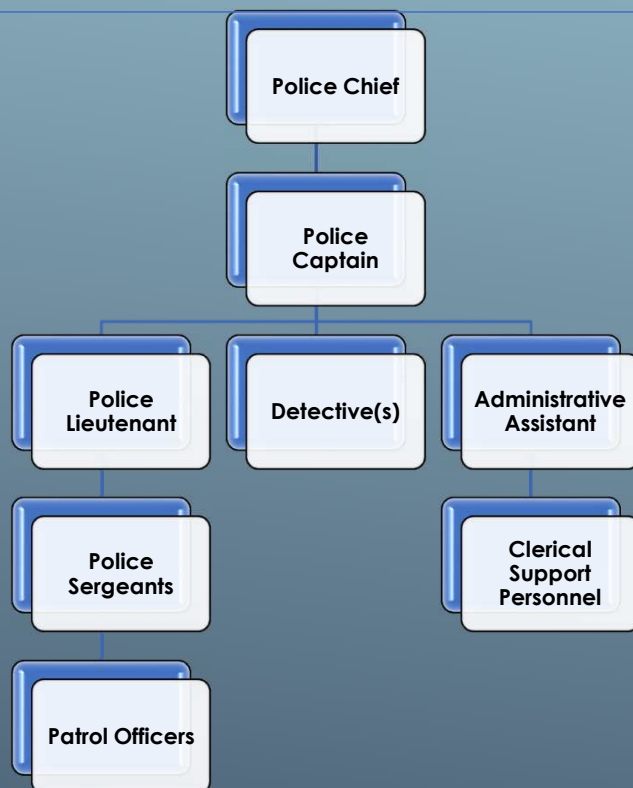 Police Chief
Police
Captain
Police
Lieutenant
Detective(s)
Administrative
Assistant
Police
Sergeants
Clerical
Support
Personnel
Patrol Officers